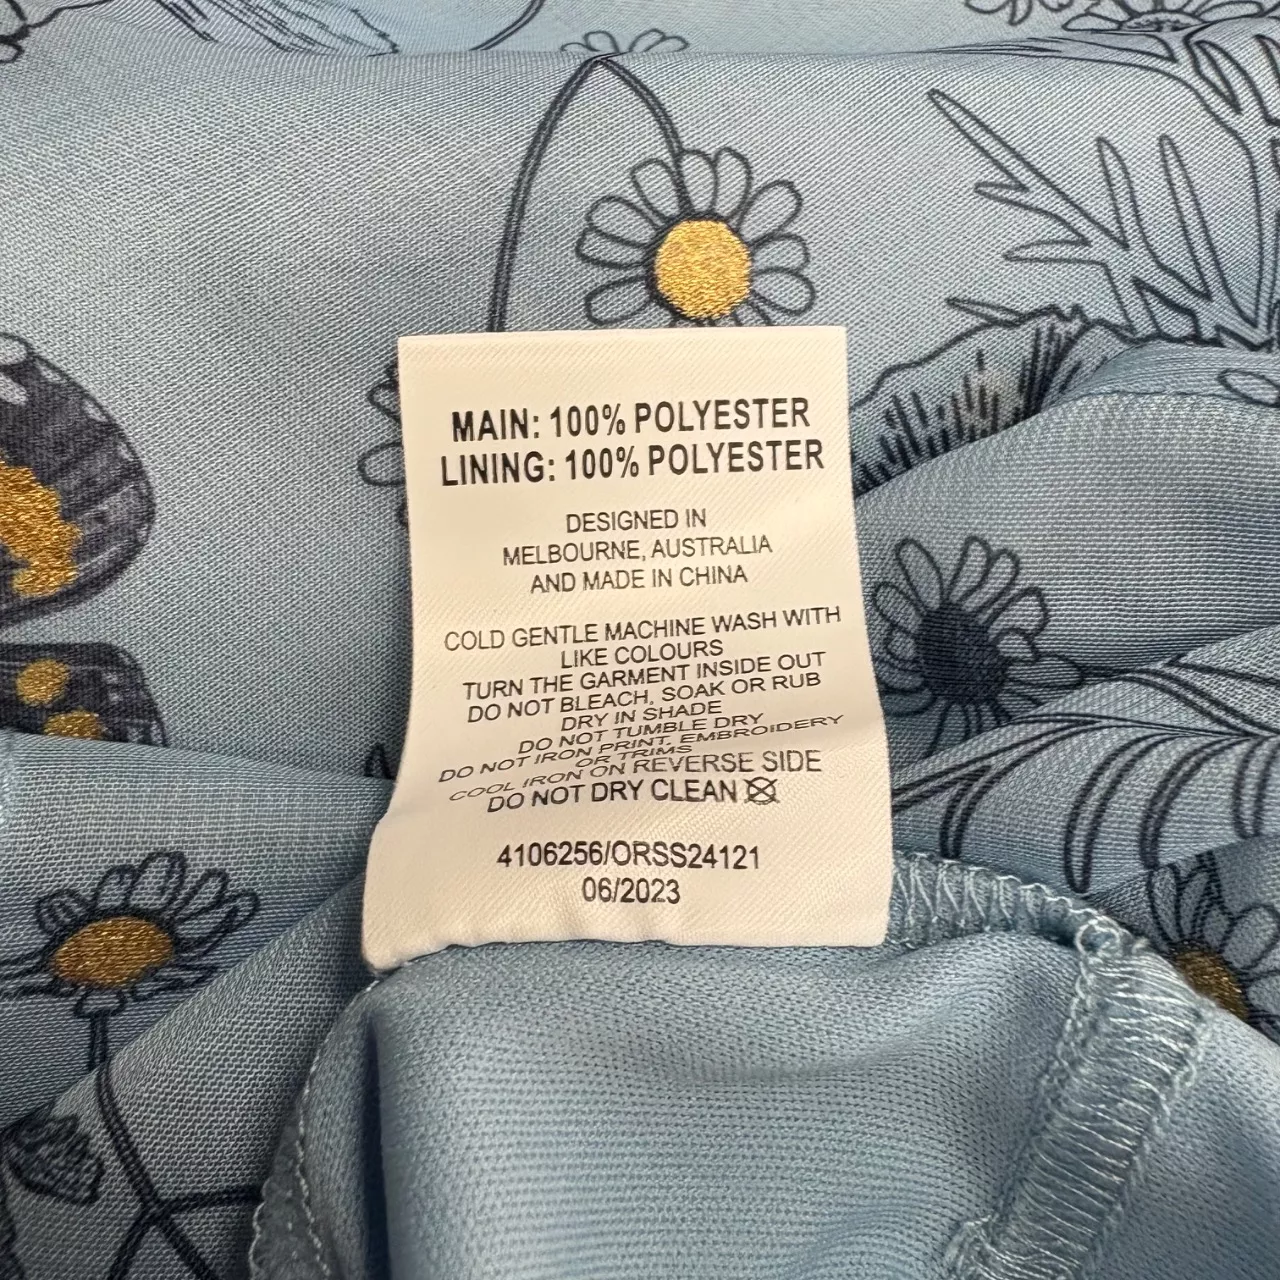 MAIN: 100% POLYESTER
LINING: 100% POLYESTER
DESIGNED IN
MELBOURNE, AUSTRALIA
AND MADE IN CHINA
COLD GENTLE MACHINE WASH WITH
LIKE COLOURS
TURN THE GARMENT INSIDE OUT
DO NOT BLEACH, SOAK OR RUB
DRY IN SHADE
DO NOT TUMBLE DRY
DO NOT IRON PRINT, EMBROIDERY
OR TRIMS
COOL IRON ON REVERSE SIDE
DO NOT DRY CLEAN
4106256/ORSS24121
06/2023